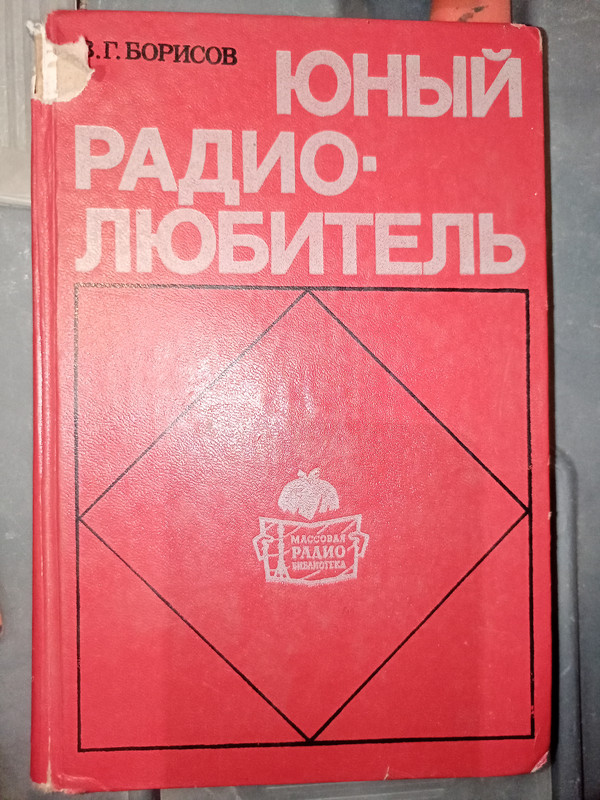 В.Г. БОРИСОВ
ЮНЫЙ
РАДИО-
ЛЮБИТЕЛЬ
МАССОВАЯ
РАДИО
БИБЛИОТЕКА